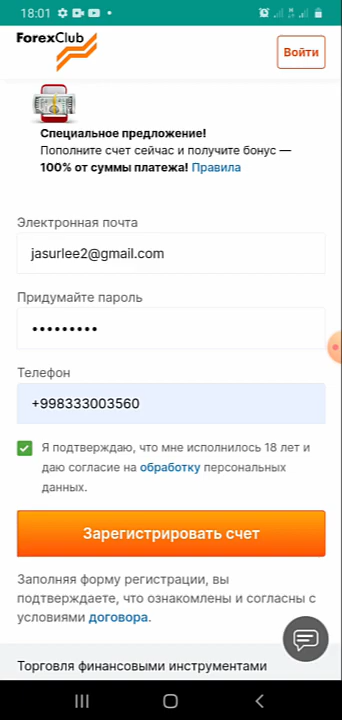 18:01
ForexClub
Войти
Специальное предложение!
Пополните счет сейчас и получите бонус —
100% от суммы платежа! Правила
Электронная почта
jasurlee2@gmail.com
Придумайте пароль
•••••••••
Телефон
+998333003560
Я подтверждаю, что мне исполнилось 18 лет и
даю согласие на обработку персональных
данных.
Зарегистрировать счет
Заполняя форму регистрации, вы
подтверждаете, что ознакомлены и согласны с
условиями договора.
Торговля финансовыми инструментами